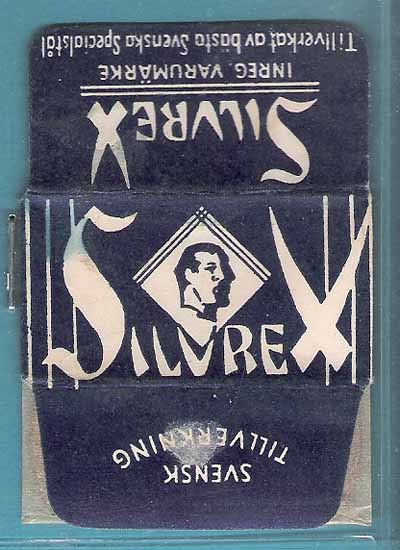 Tillverkat av bästa Svenska Specialstål
INREG. VARUMÄRKE
SILVREX
SILVREX
SVENSK
TILLVERKNING